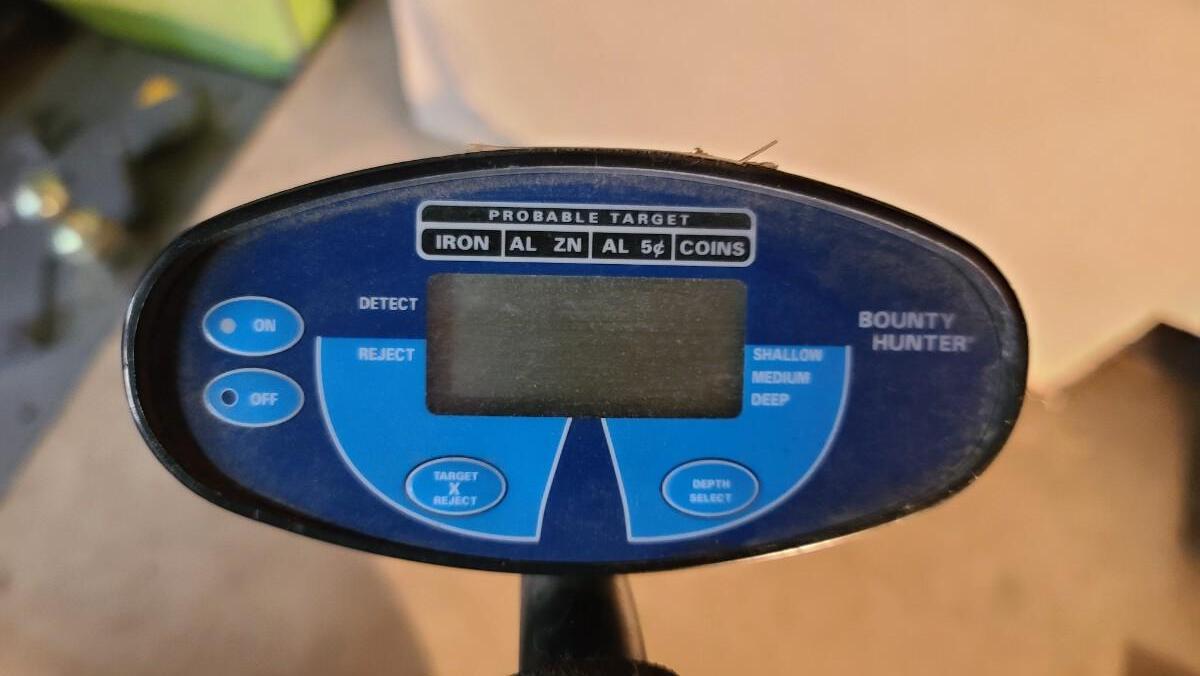 PROBABLE TARGET
IRON AL ZN AL 5¢ COINS
DETECT
REJECT
ON
OFF
BOUNTY
HUNTER®
SHALLOW
MEDIUM
DEEP
TARGET
X
REJECT
DEPTH
SELECT